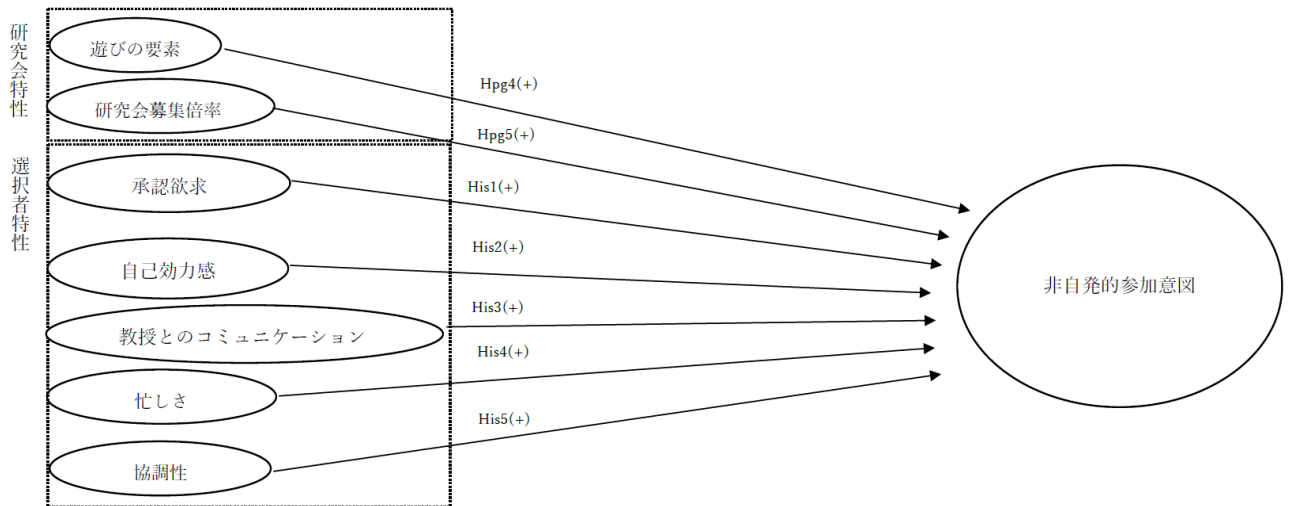 研究会特性
遊びの要素
研究会募集倍率
選択者特性
承認欲求
自己効力感
教授とのコミュニケーション
忙しさ
協調性
Hpg4(+)
Hpg5(+)
His1(+)
His2(+)
His3(+)
His4(+)
His5(+)
非自発的参加意図